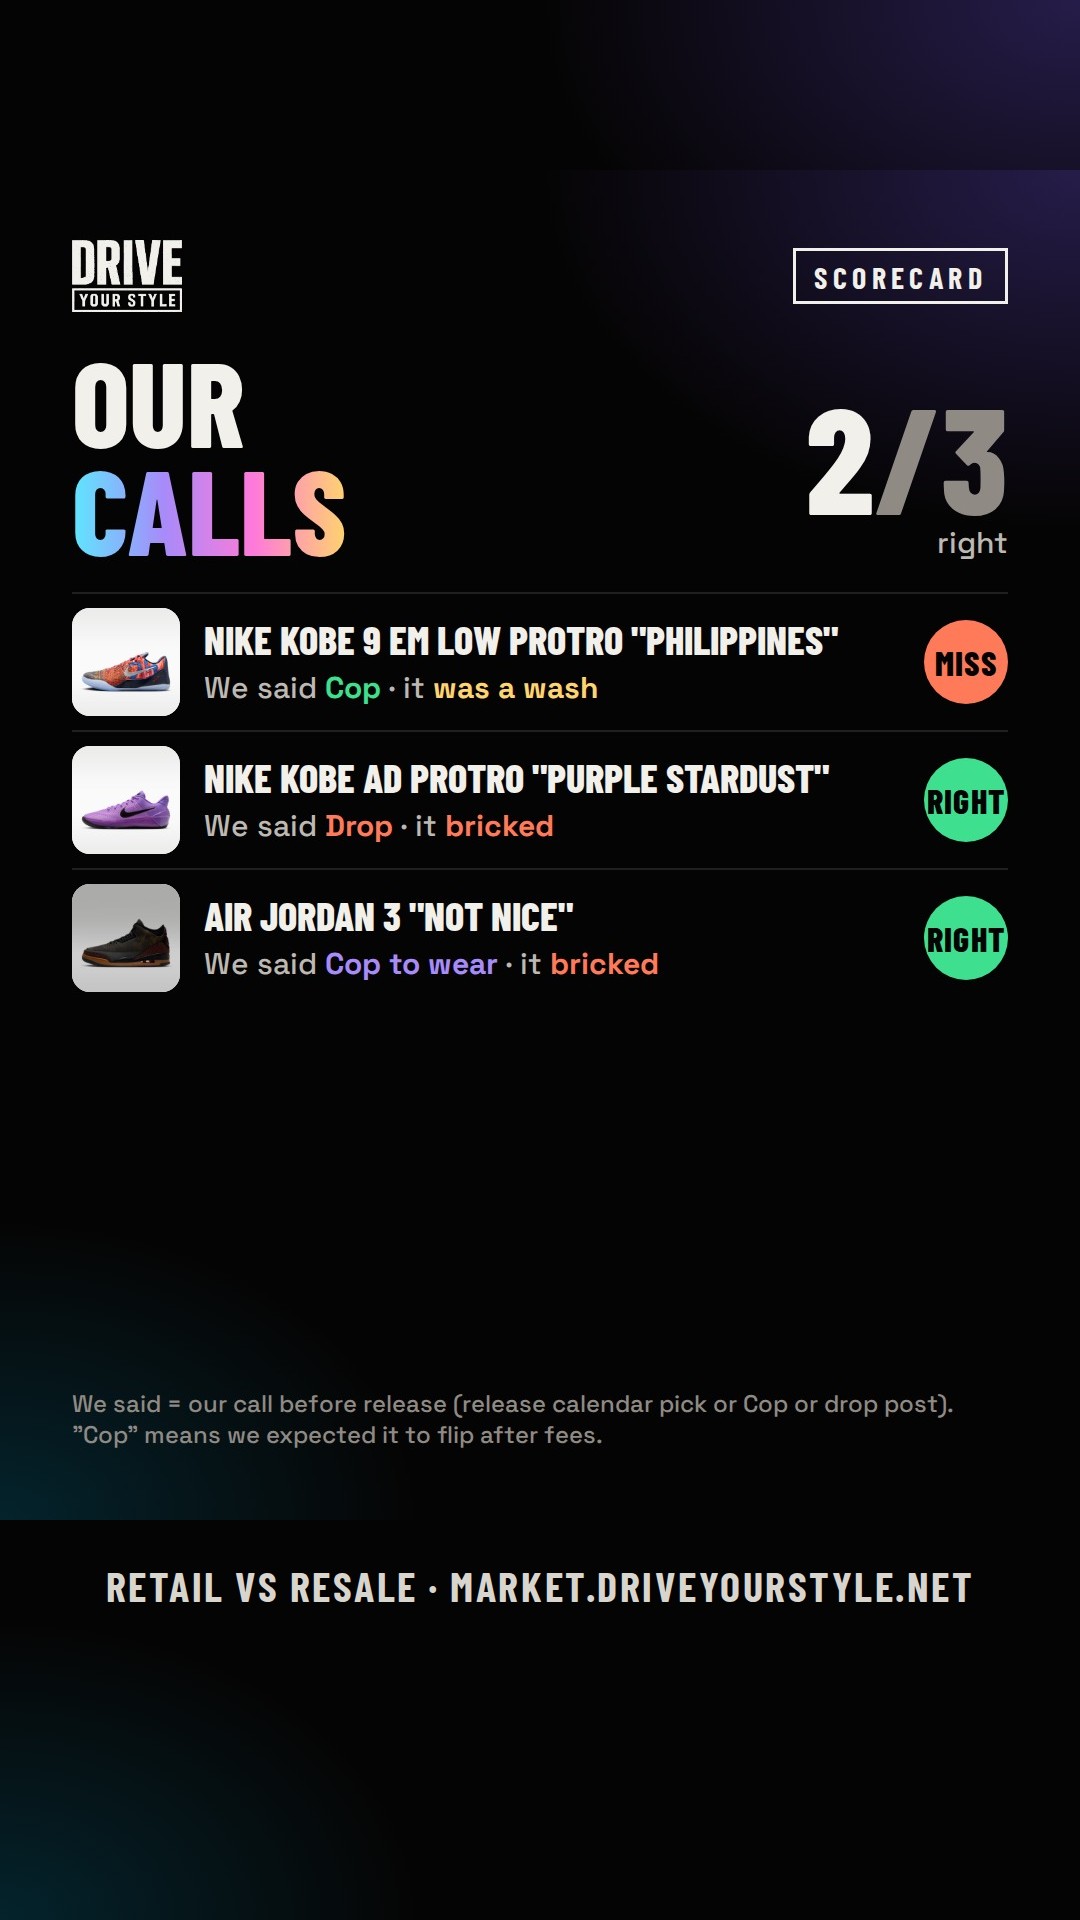 DRIVE
YOUR STYLE
SCORECARD
OUR
CALLS
2/3
right
NIKE KOBE 9 EM LOW PROTRO "PHILIPPINES"
We said Cop · it was a wash
MISS
NIKE KOBE AD PROTRO "PURPLE STARDUST"
We said Drop · it bricked
RIGHT
AIR JORDAN 3 "NOT NICE"
We said Cop to wear · it bricked
RIGHT
We said = our call before release (release calendar pick or Cop or drop post).
”Cop” means we expected it to flip after fees.
RETAIL VS RESALE · MARKET.DRIVEYOURSTYLE.NET